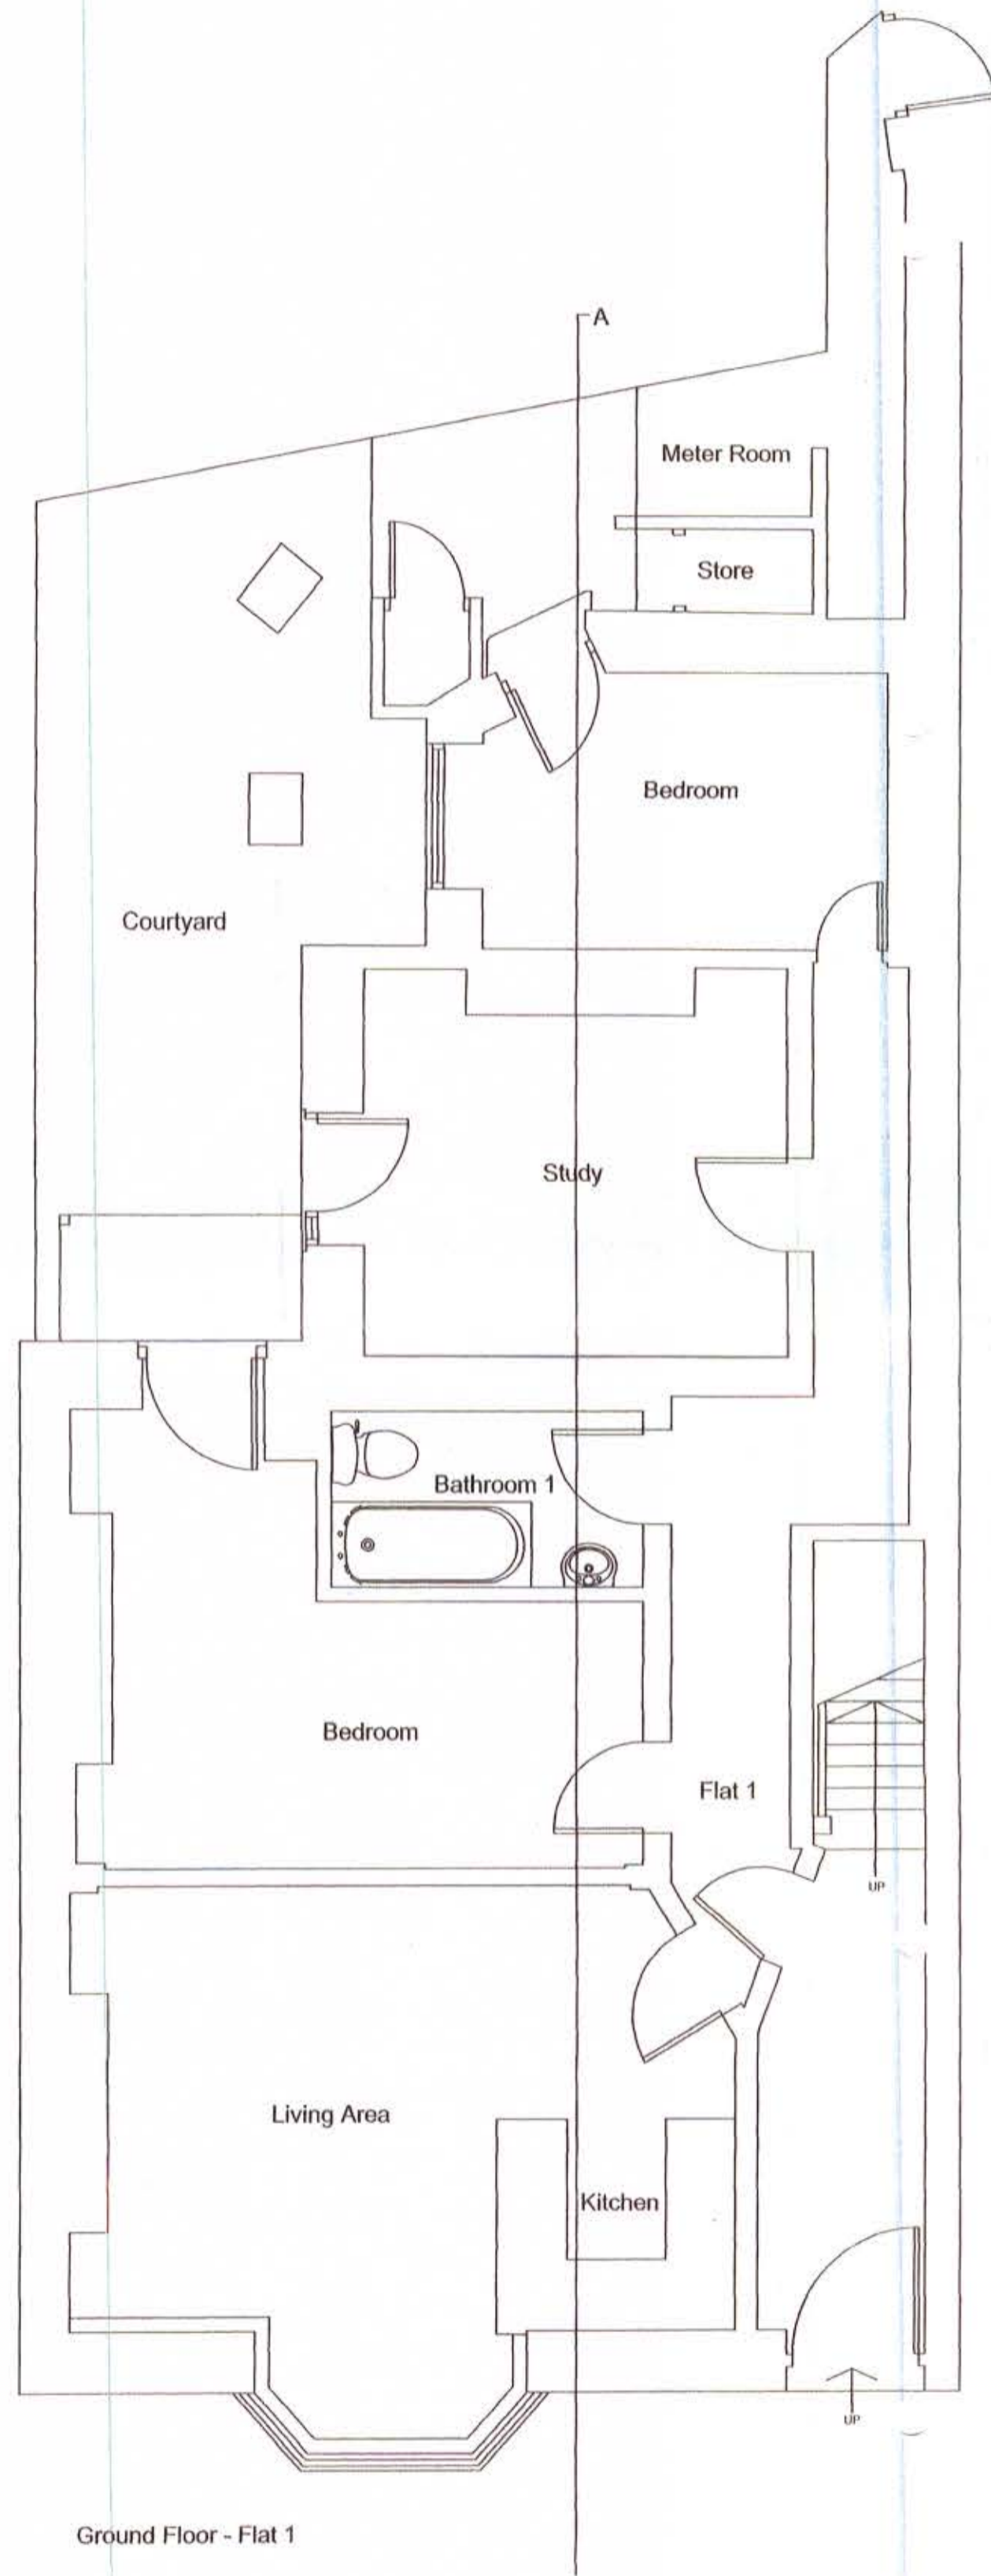 A
Meter Room
Store
Bedroom
Courtyard
Study
Bathroom 1
Bedroom
Flat 1
UP
Living Area
Kitchen
UP
Ground Floor - Flat 1